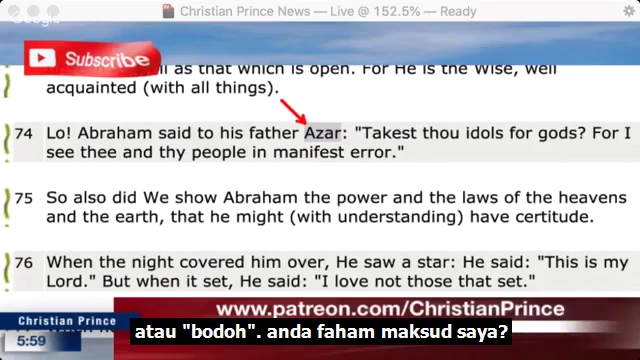 Christian Prince News — Live @ 152.5% — Ready
Google
Subscribe
as that which is open. For He is the Wise, well
acquainted (with all things).
74 Lo! Abraham said to his father Azar: "Takest thou idols for gods? For I
see thee and thy people in manifest error."
75 So also did We show Abraham the power and the laws of the heavens
and the earth, that he might (with understanding) have certitude.
76 When the night covered him over, He saw a star: He said: "This is my
Lord." But when it set, He said: "I love not those that set."
www.patreon.com/ChristianPrince
Christian Prince
5:59
atau "bodoh". anda faham maksud saya?